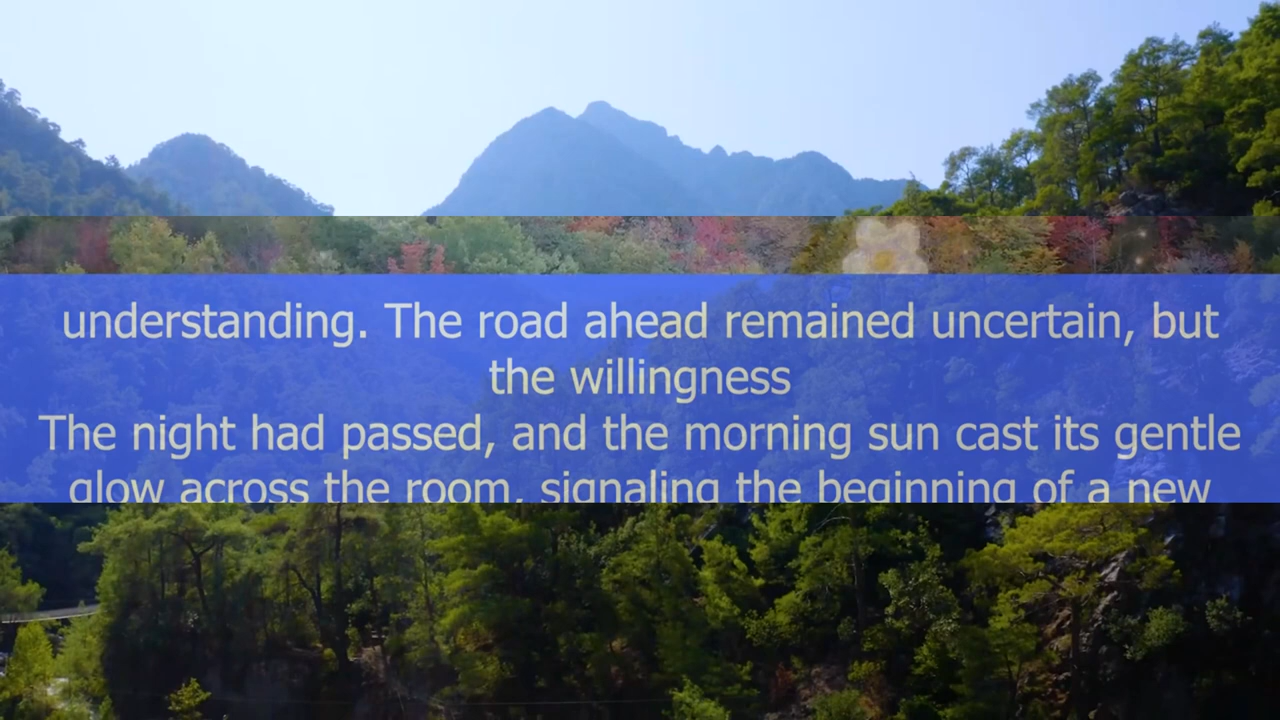 understanding. The road ahead remained uncertain, but
the willingness
The night had passed, and the morning sun cast its gentle
glow across the room, signaling the beginning of a new